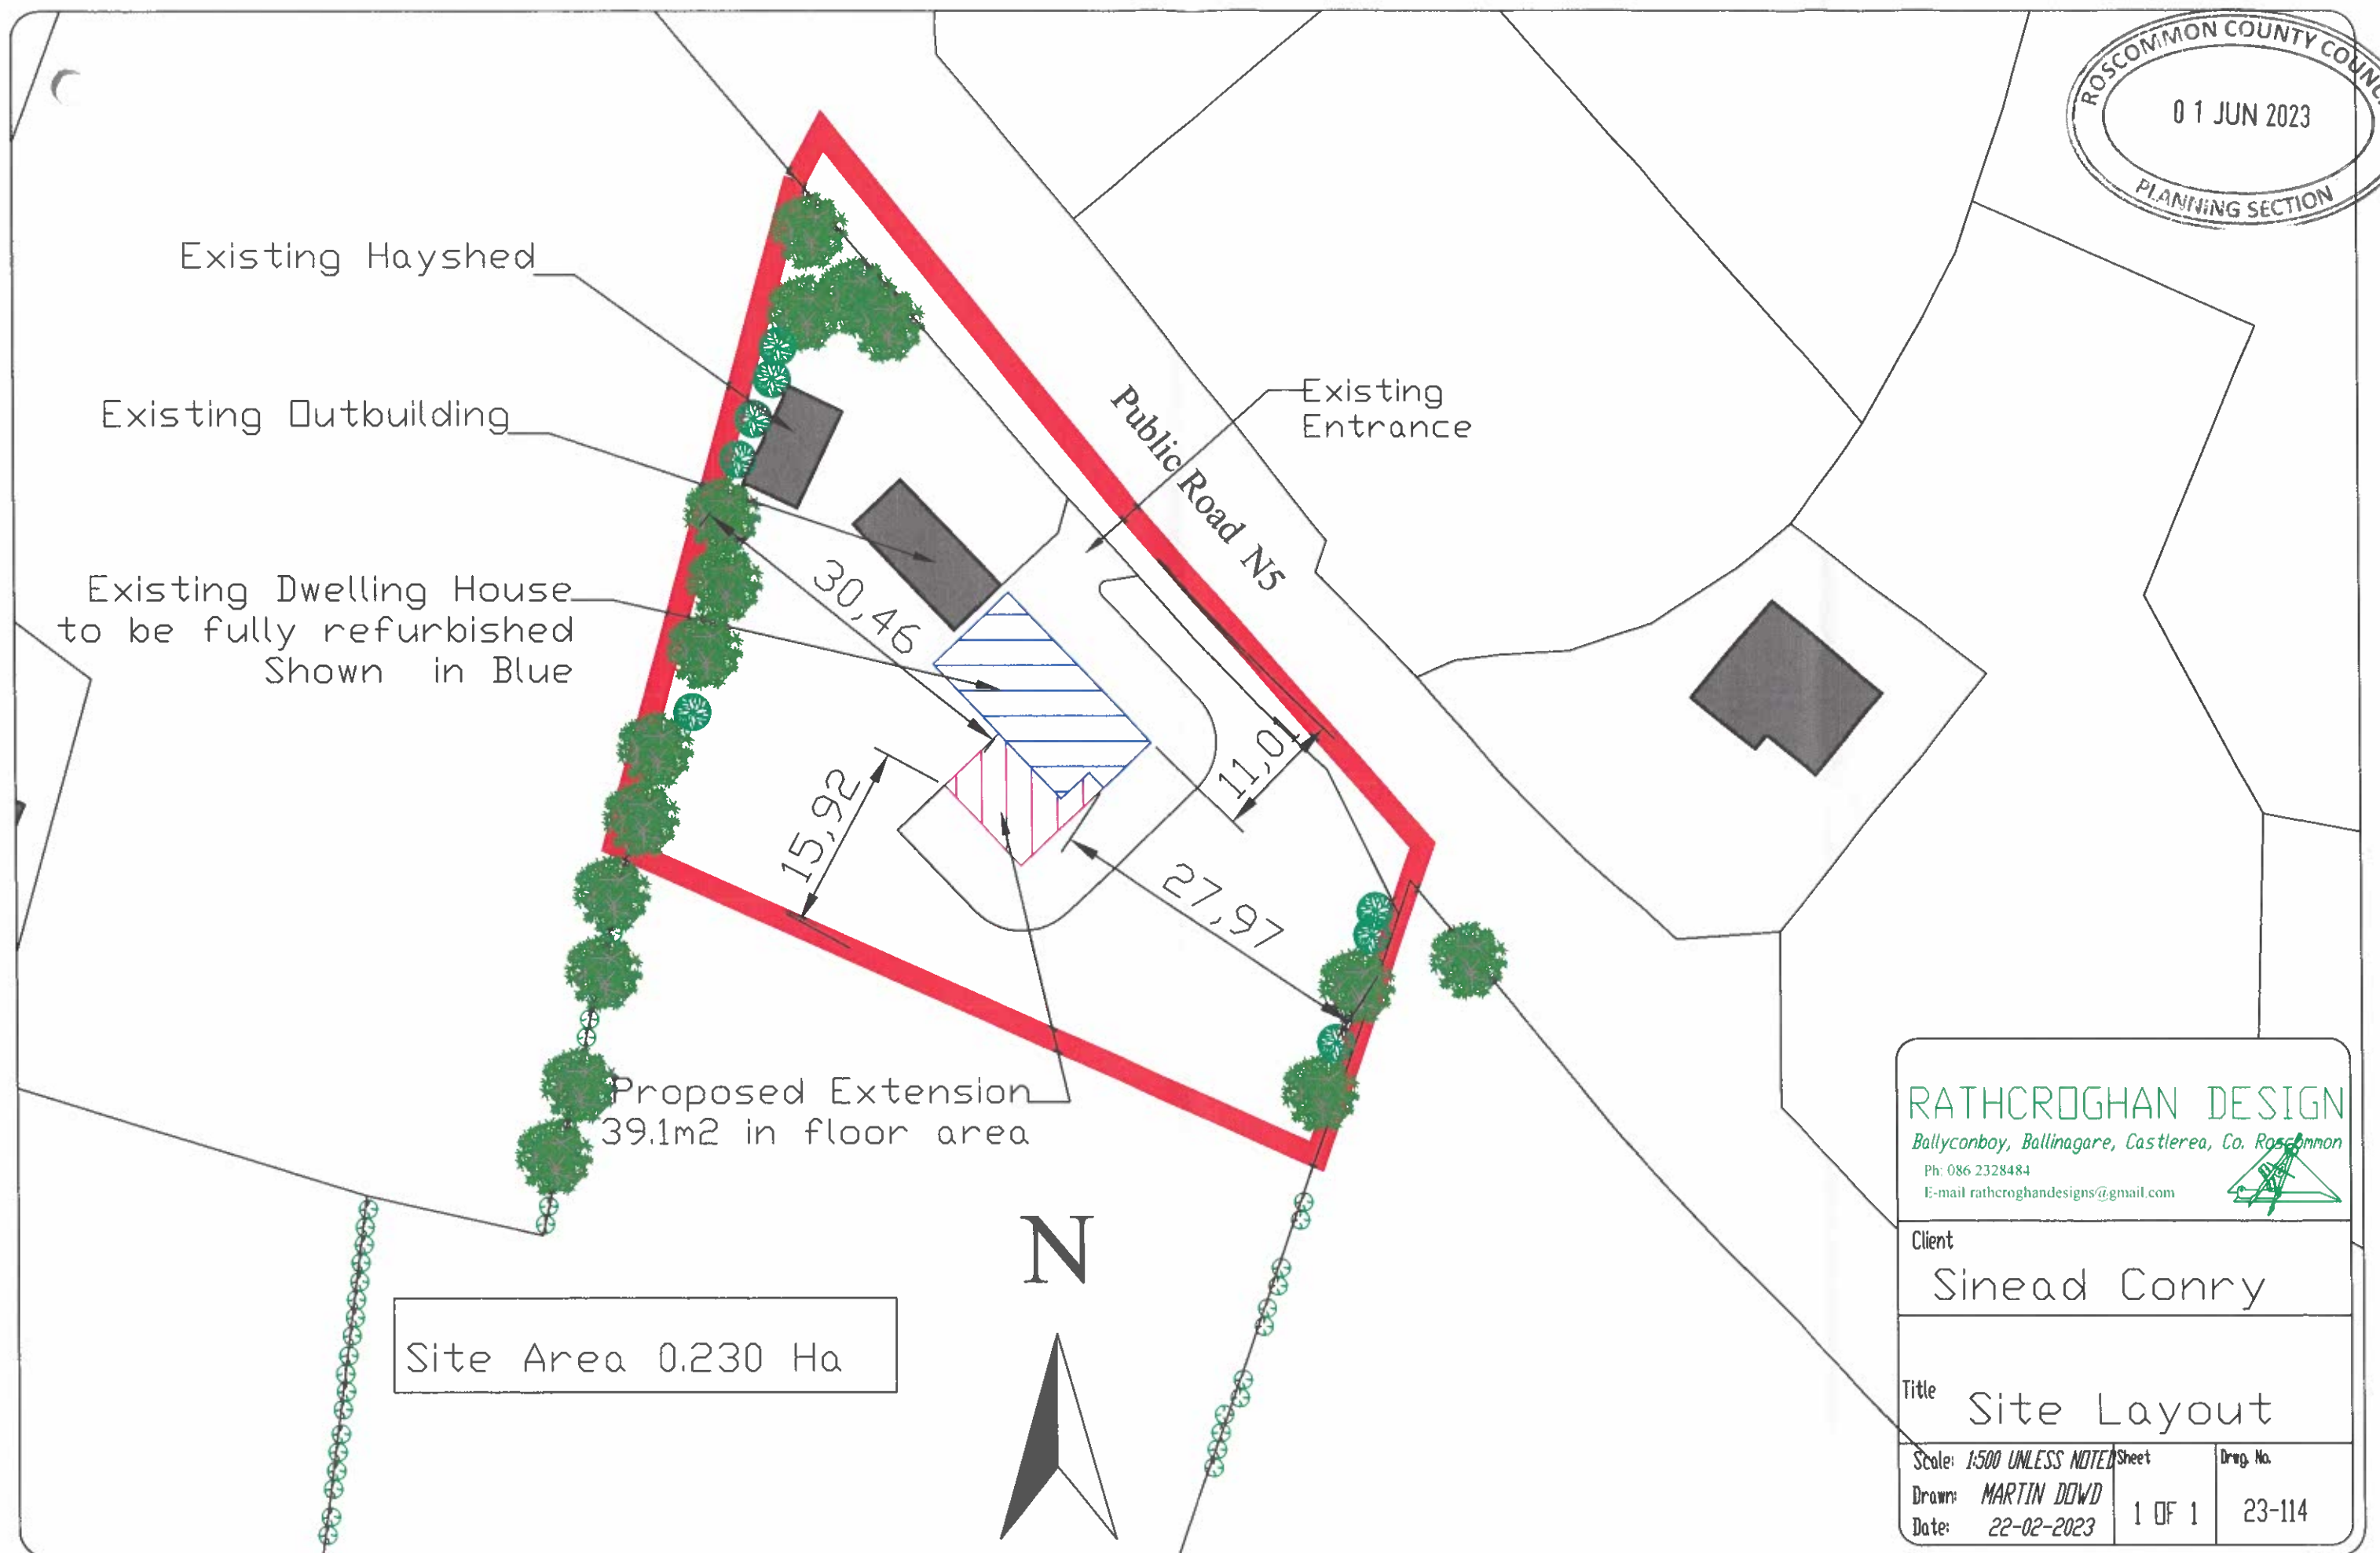 ROSCOMMON COUNTY
01 JUN 2023
PLANNING SECTION
Existing Hayshed
Existing Outbuilding
Existing Dwelling House
to be fully refurbished
Shown in Blue
Existing
Entrance
Public Road N5
30,46
15,92
11,01
27,97
Proposed Extension
39.1m2 in floor area
N
Site Area 0.230 Ha
RATHCROGHAN DESIGN
Ballyconboy, Ballinagare, Castlerea, Co. Roscommon
Ph: 086 2328484
E-mail rathcroghandesigns@gmail.com
Client
Sinead Conry
Title
Site Layout
Scale: 1:500 UNLESS NOTED
Drawn: MARTIN DOWD
Date: 22-02-2023
Sheet
1 OF 1
Drwg. No.
23-114